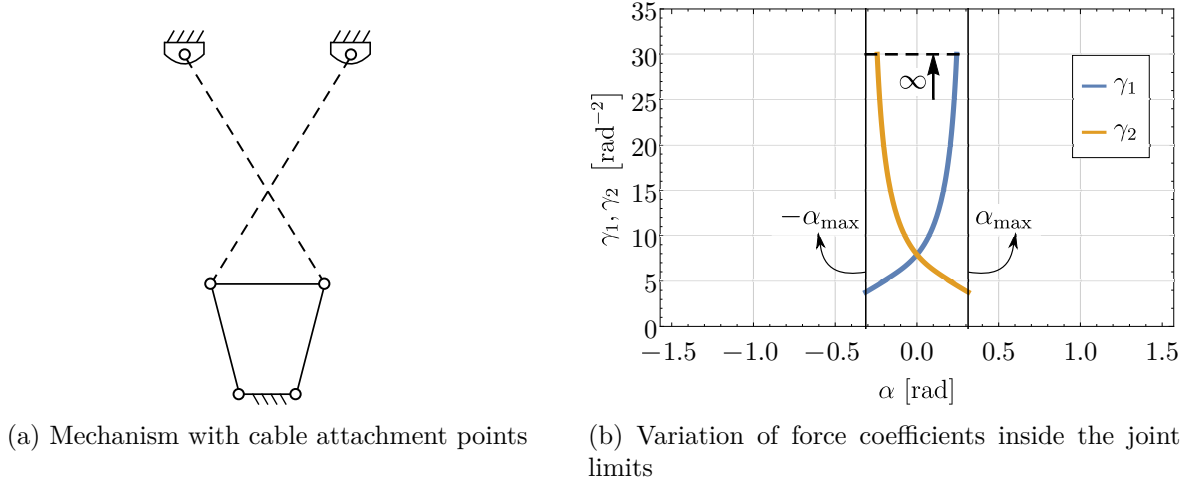 35
30
25
20
15
10
5
0
γ₁, γ₂ [rad⁻²]
∞
γ₁
γ₂
−α_max
α_max
−1.5
−1.0
−0.5
0.0
0.5
1.0
1.5
α [rad]
(a) Mechanism with cable attachment points
(b) Variation of force coefficients inside the joint
limits